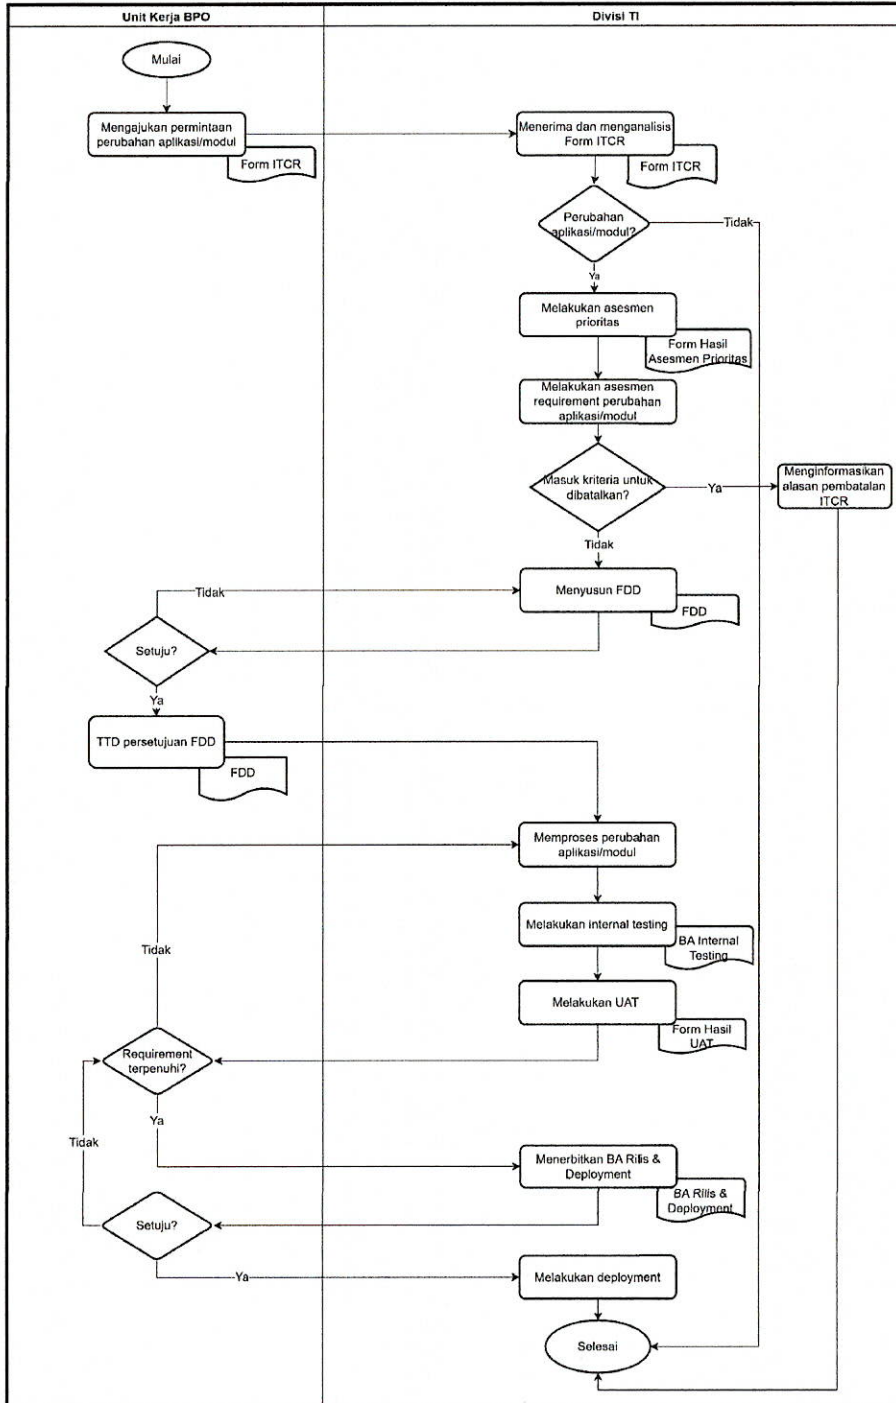 Unit Kerja BPO
Divisi TI
Mulai
Mengajukan permintaan
perubahan aplikasi/modul
Form ITCR
Menerima dan menganalisis
Form ITCR
Form ITCR
Perubahan
aplikasi/modul?
Tidak
Ya
Melakukan asesmen
prioritas
Form Hasil
Asesmen Prioritas
Melakukan asesmen
requirement perubahan
aplikasi/modul
Masuk kriteria untuk
dibatalkan?
Ya
Menginformasikan
alasan pembatalan
ITCR
Tidak
Menyusun FDD
FDD
Tidak
Setuju?
Ya
TTD persetujuan FDD
FDD
Memproses perubahan
aplikasi/modul
Melakukan internal testing
BA Internal
Testing
Tidak
Melakukan UAT
Form Hasil
UAT
Requirement
terpenuhi?
Ya
Tidak
Menerbitkan BA Rilis &
Deployment
BA Rilis &
Deployment
Setuju?
Ya
Melakukan deployment
Selesai